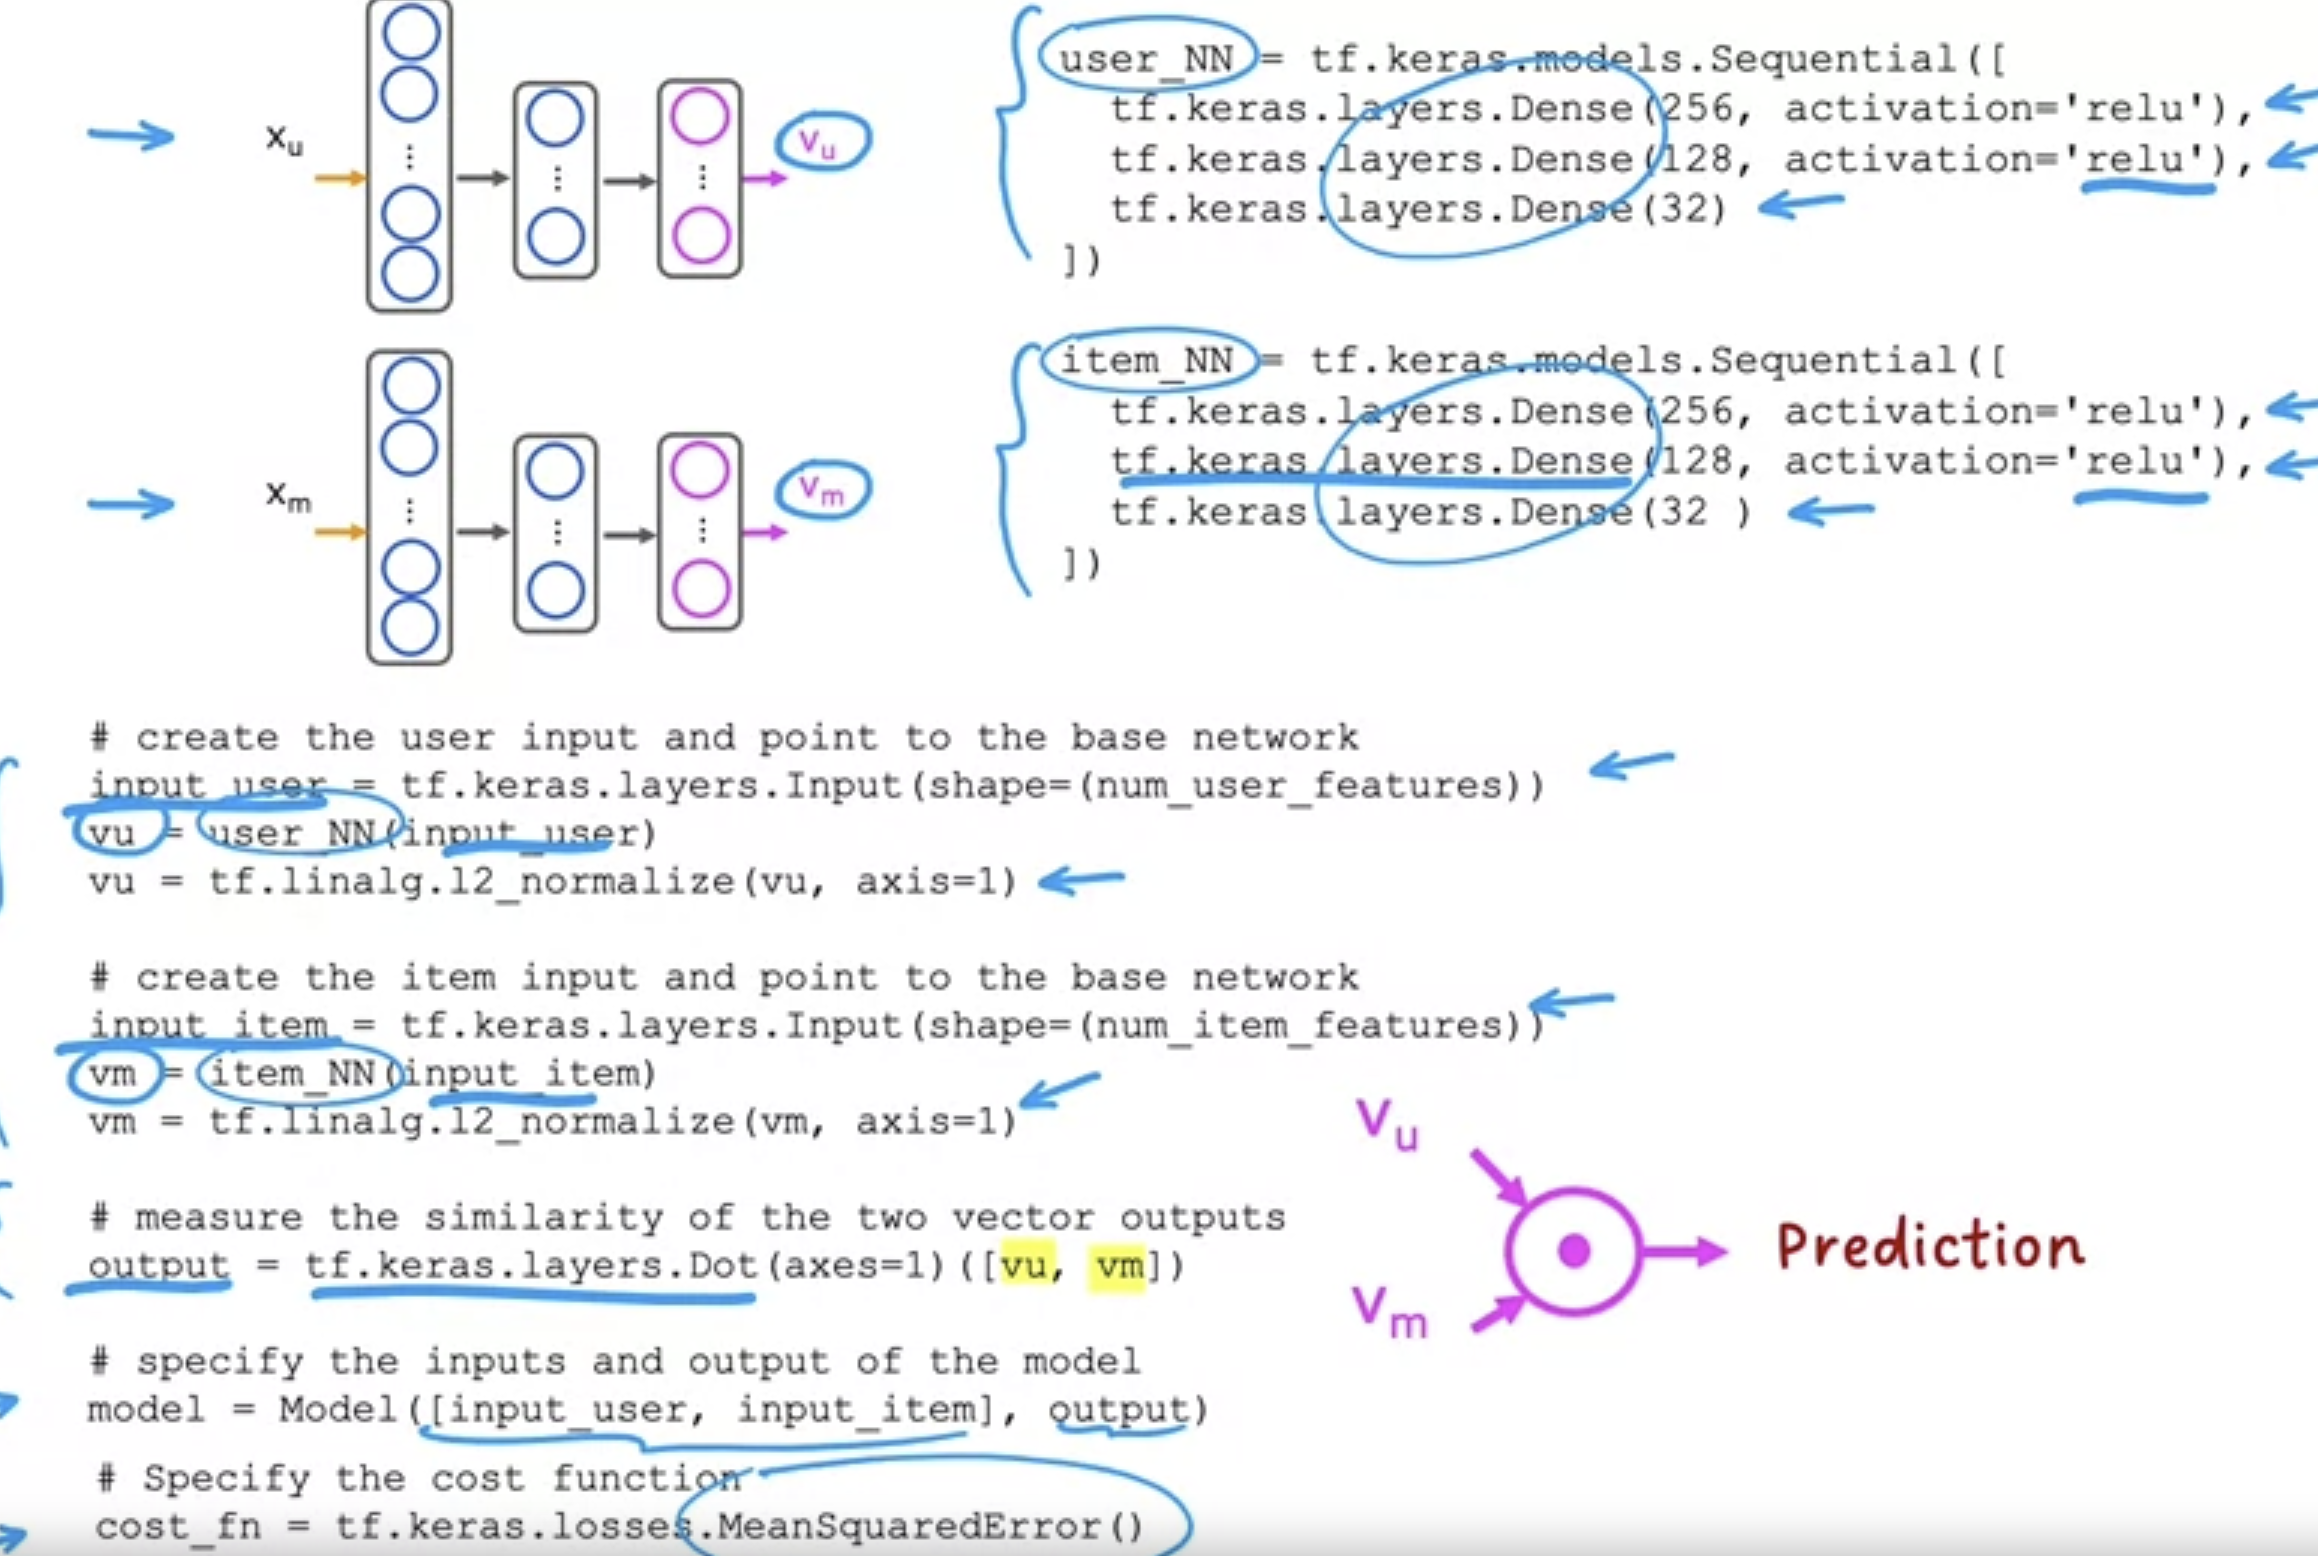 x_u
v_u
user_NN = tf.keras.models.Sequential([
tf.keras.layers.Dense(256, activation='relu'),
tf.keras.layers.Dense(128, activation='relu'),
tf.keras.layers.Dense(32)
])
x_m
v_m
item_NN = tf.keras.models.Sequential([
tf.keras.layers.Dense(256, activation='relu'),
tf.keras.layers.Dense(128, activation='relu'),
tf.keras.layers.Dense(32 )
])
# create the user input and point to the base network
input_user = tf.keras.layers.Input(shape=(num_user_features))
vu = user_NN(input_user)
vu = tf.linalg.l2_normalize(vu, axis=1)
# create the item input and point to the base network
input_item = tf.keras.layers.Input(shape=(num_item_features))
vm = item_NN(input_item)
vm = tf.linalg.l2_normalize(vm, axis=1)
# measure the similarity of the two vector outputs
output = tf.keras.layers.Dot(axes=1)([vu, vm])
# specify the inputs and output of the model
model = Model([input_user, input_item], output)
# Specify the cost function
cost_fn = tf.keras.losses.MeanSquaredError()
V_u
V_m
Prediction